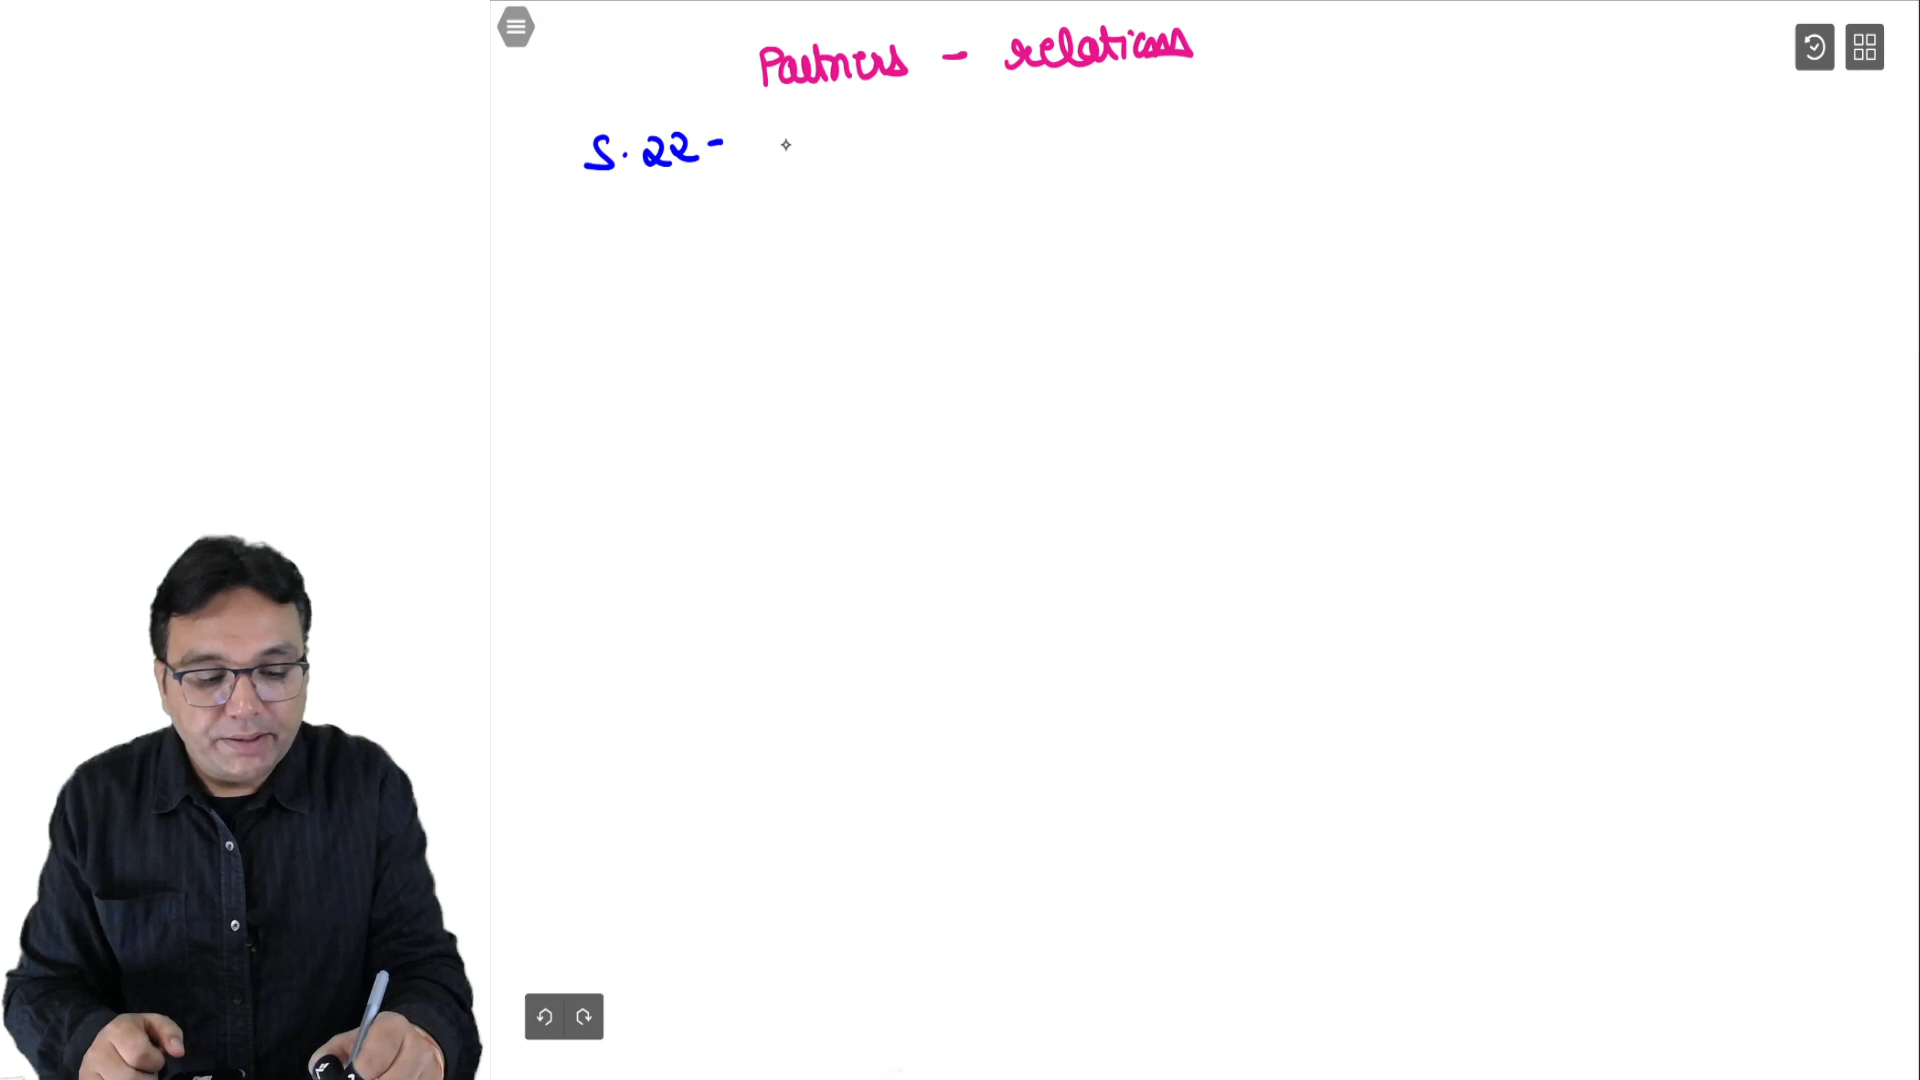 Partners - relations
S. 22 -